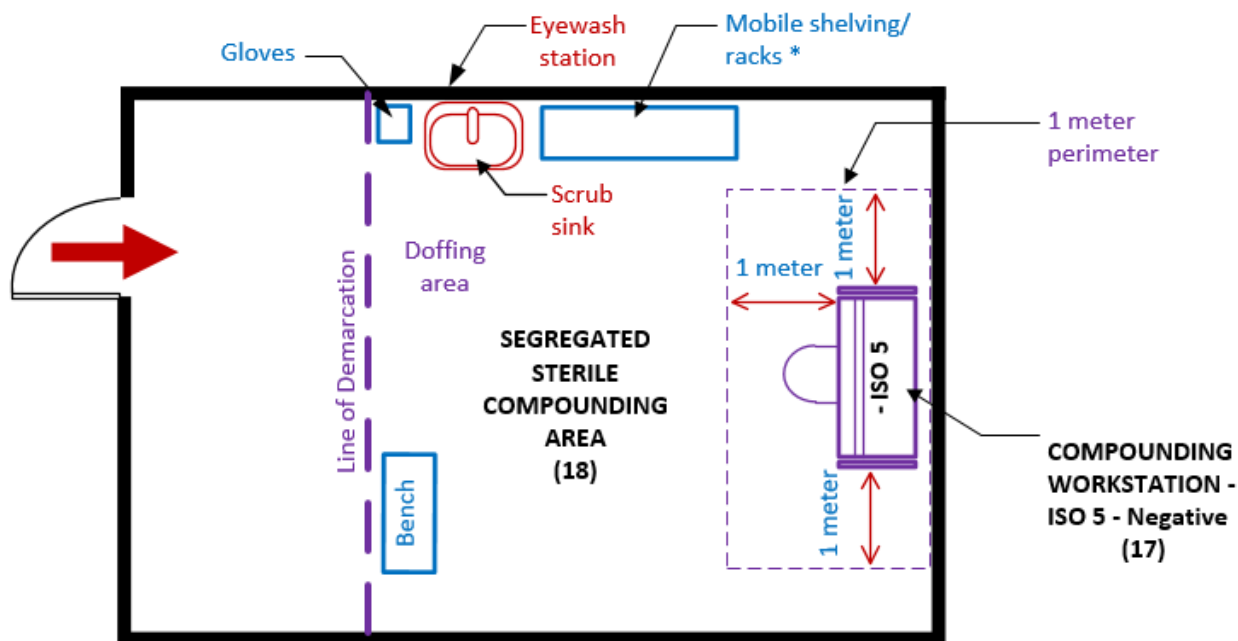 Gloves
Eyewash
station
Mobile shelving/
racks *
1 meter
perimeter
Scrub
sink
Doffing
area
Line of Demarcation
1 meter
1 meter
SEGREGATED
STERILE
COMPOUNDING
AREA
(18)
- ISO 5
Bench
1 meter
COMPOUNDING
WORKSTATION -
ISO 5 - Negative
(17)